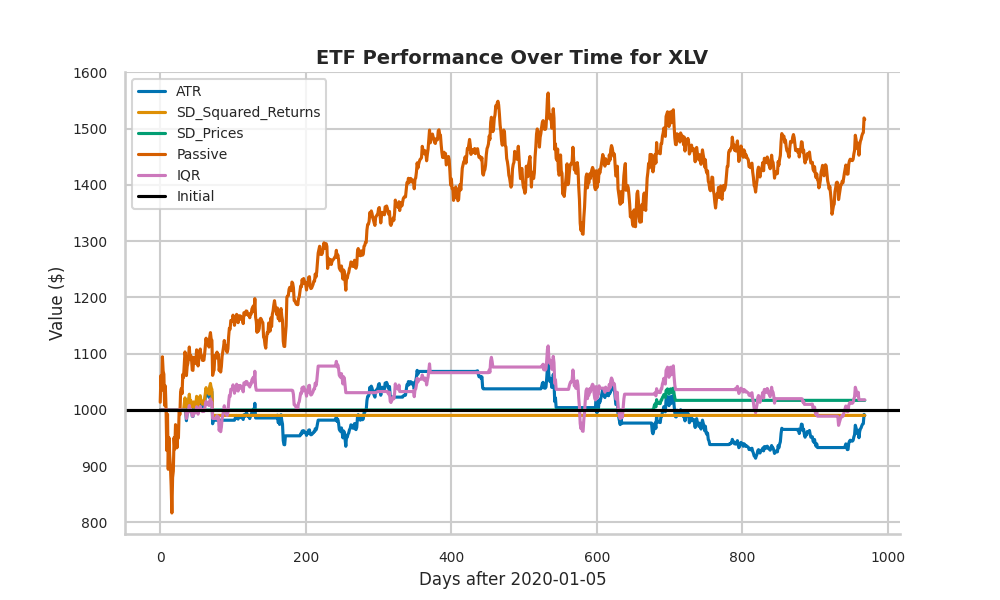 ETF Performance Over Time for XLV
1600
1500
1400
1300
1200
1100
1000
900
800
Value ($)
ATR
SD_Squared_Returns
SD_Prices
Passive
IQR
Initial
0 200 400 600 800 1000
Days after 2020-01-05